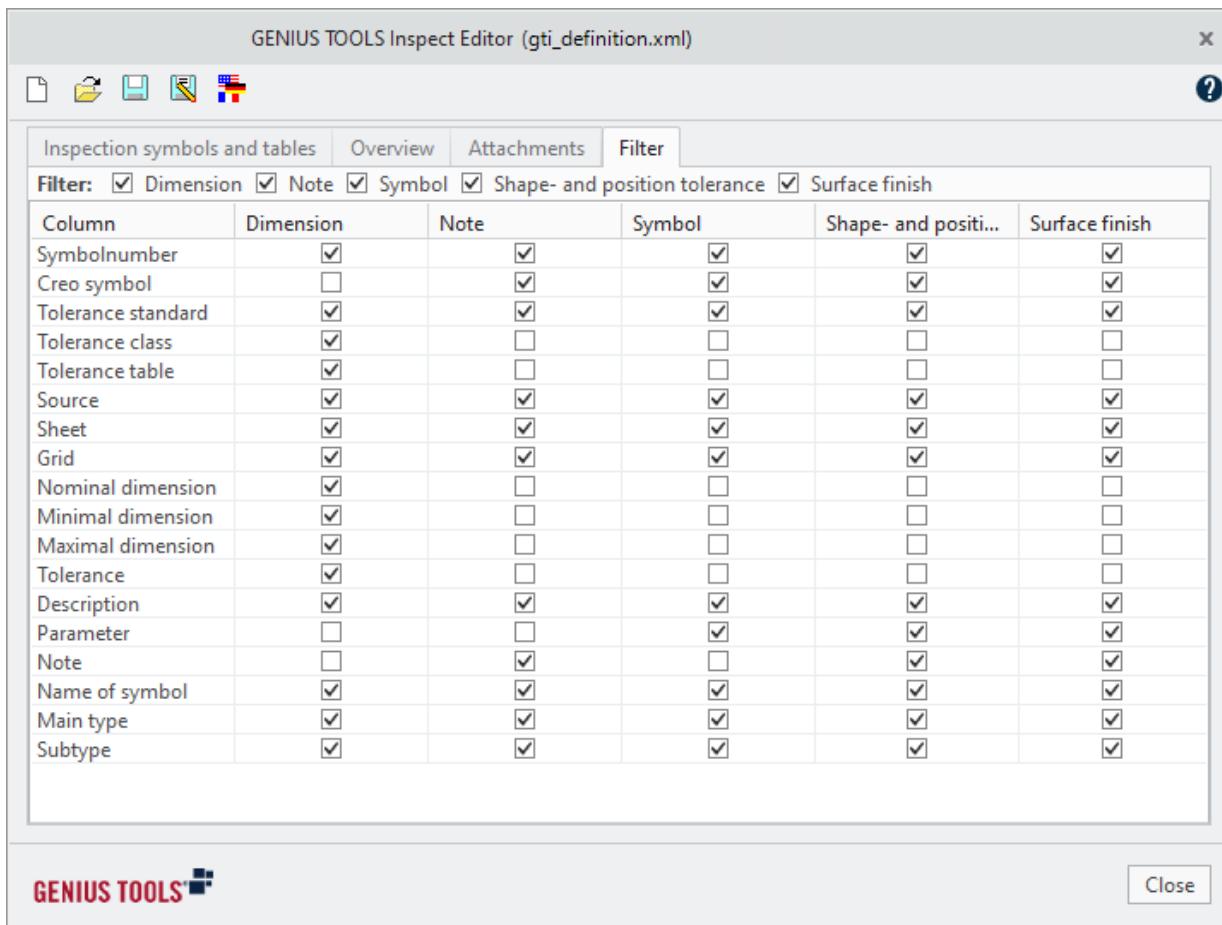 GENIUS TOOLS Inspect Editor (gti_definition.xml)
Inspection symbols and tables Overview Attachments Filter
Filter: Dimension Note Symbol Shape- and position tolerance Surface finish
Column Dimension Note Symbol Shape- and positi... Surface finish
Symbolnumber
Creo symbol
Tolerance standard
Tolerance class
Tolerance table
Source
Sheet
Grid
Nominal dimension
Minimal dimension
Maximal dimension
Tolerance
Description
Parameter
Note
Name of symbol
Main type
Subtype
GENIUS TOOLS
Close